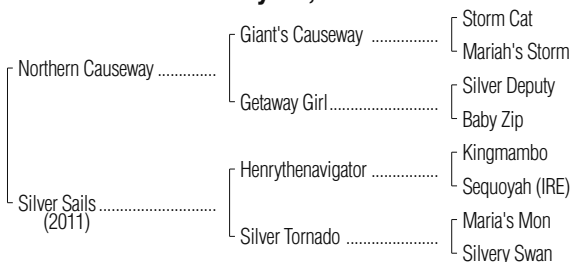 Storm Cat
Giant's Causeway ................
Mariah's Storm
Northern Causeway ..............
Silver Deputy
Getaway Girl..........................
Baby Zip
Kingmambo
Henrythenavigator .................
Sequoyah (IRE)
Silver Sails............................
(2011)
Maria's Mon
Silver Tornado ......................
Silvery Swan